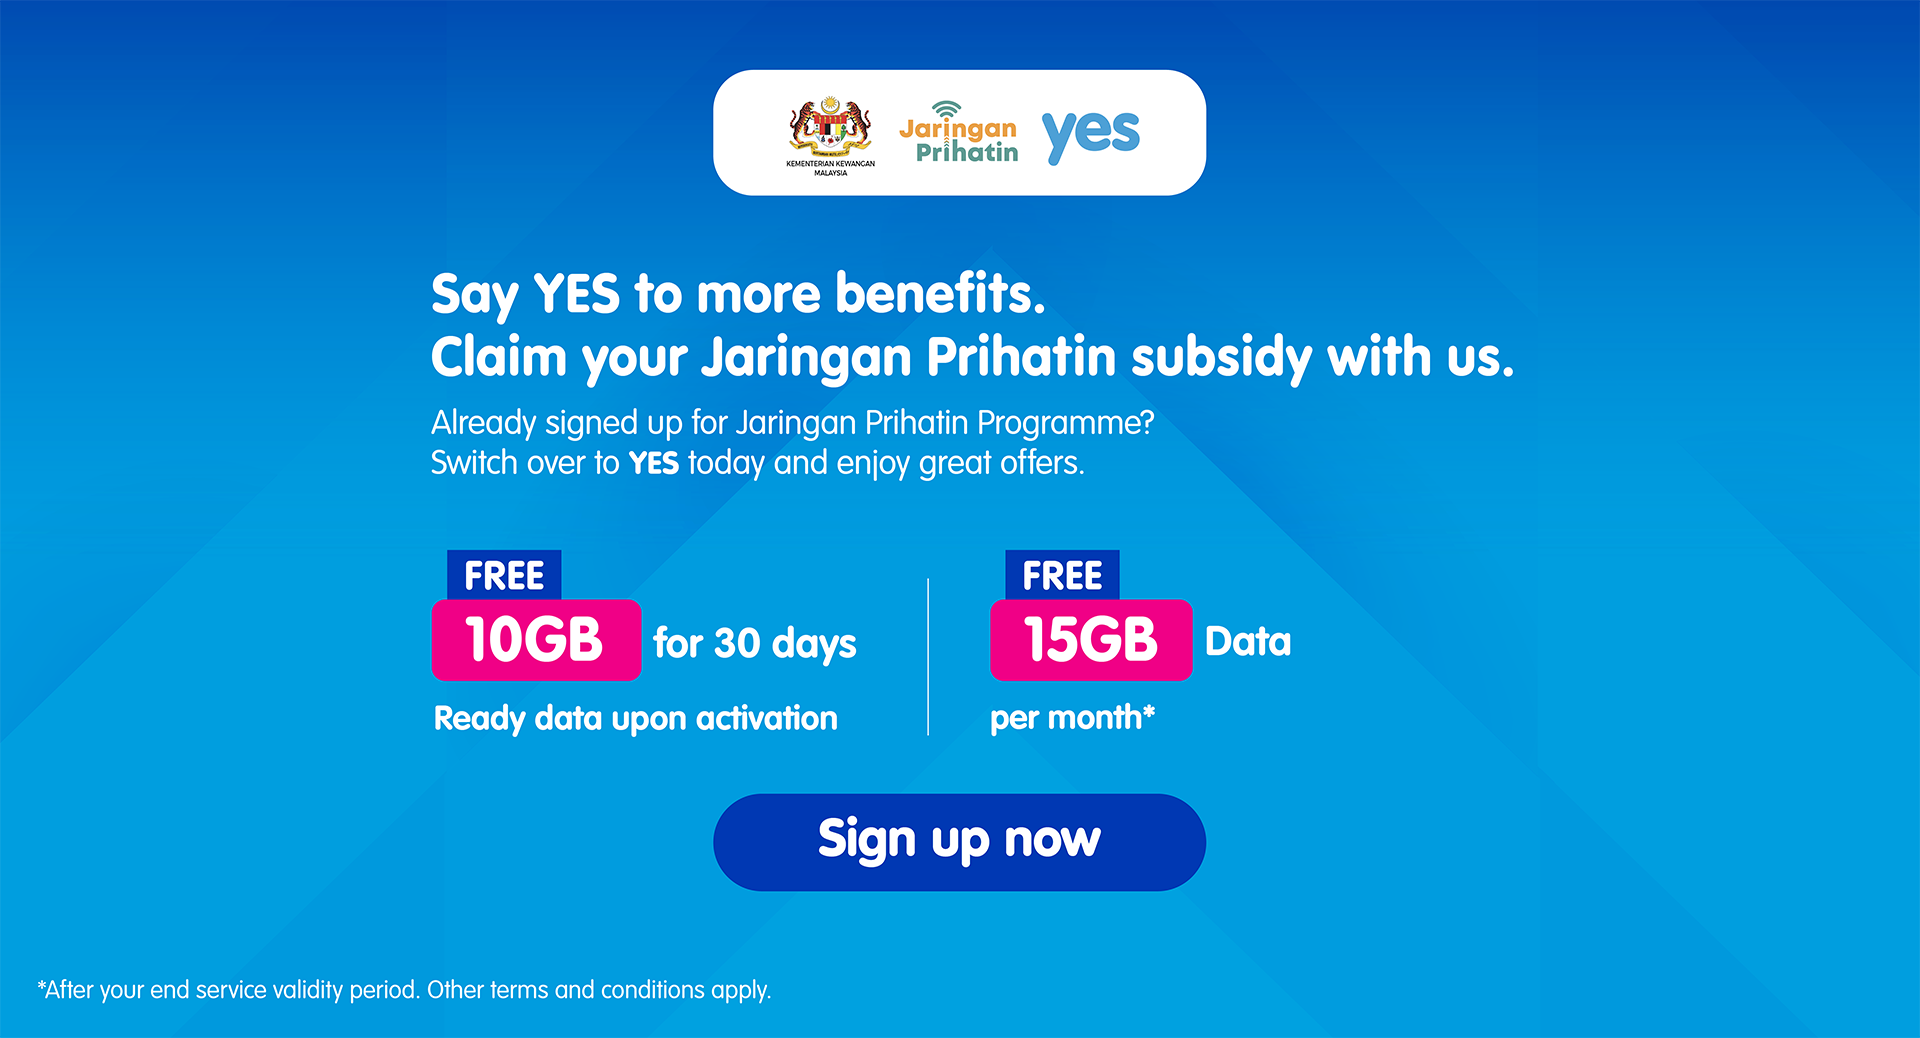 KEMENTERIAN KEWANGAN
MALAYSIA
Jaringan
Prihatin
yes
Say YES to more benefits.
Claim your Jaringan Prihatin subsidy with us.
Already signed up for Jaringan Prihatin Programme?
Switch over to YES today and enjoy great offers.
FREE
10GB for 30 days
Ready data upon activation
FREE
15GB Data
per month*
Sign up now
*After your end service validity period. Other terms and conditions apply.